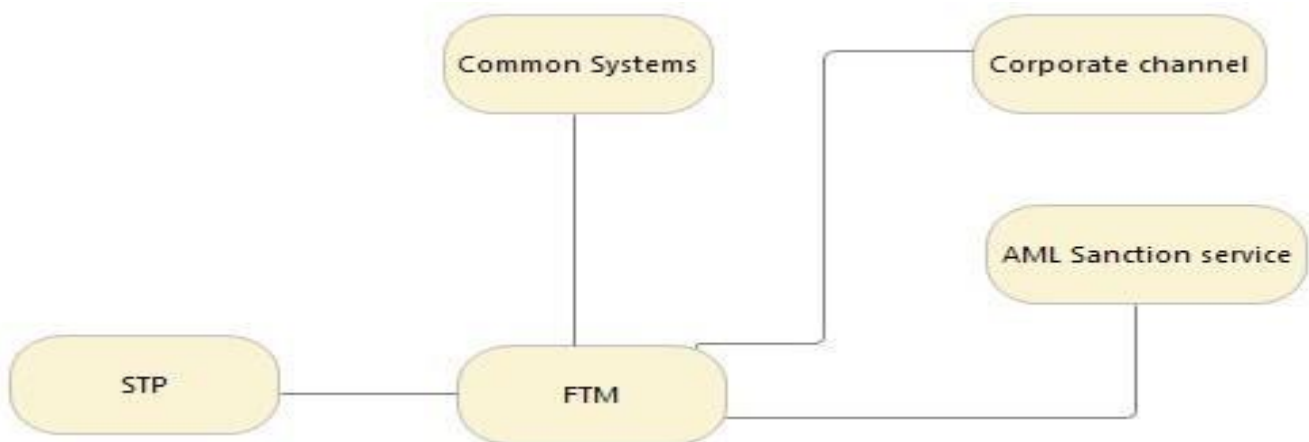 Common Systems
Corporate channel
AML Sanction service
STP
FTM